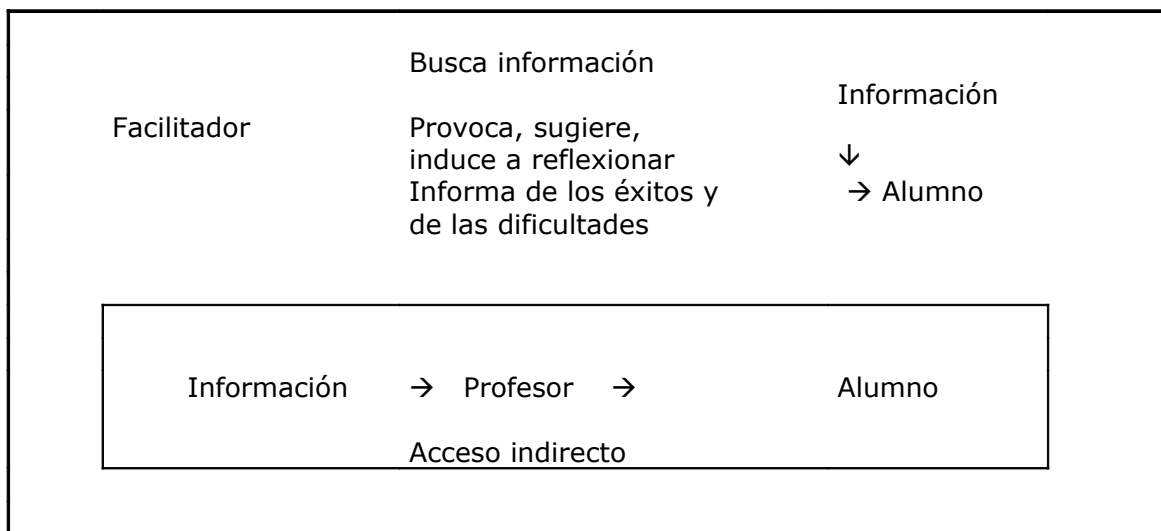 Busca información
Información
Facilitador Provoca, sugiere,
induce a reflexionar ↓
Informa de los éxitos y → Alumno
de las dificultades
Información → Profesor → Alumno
Acceso indirecto